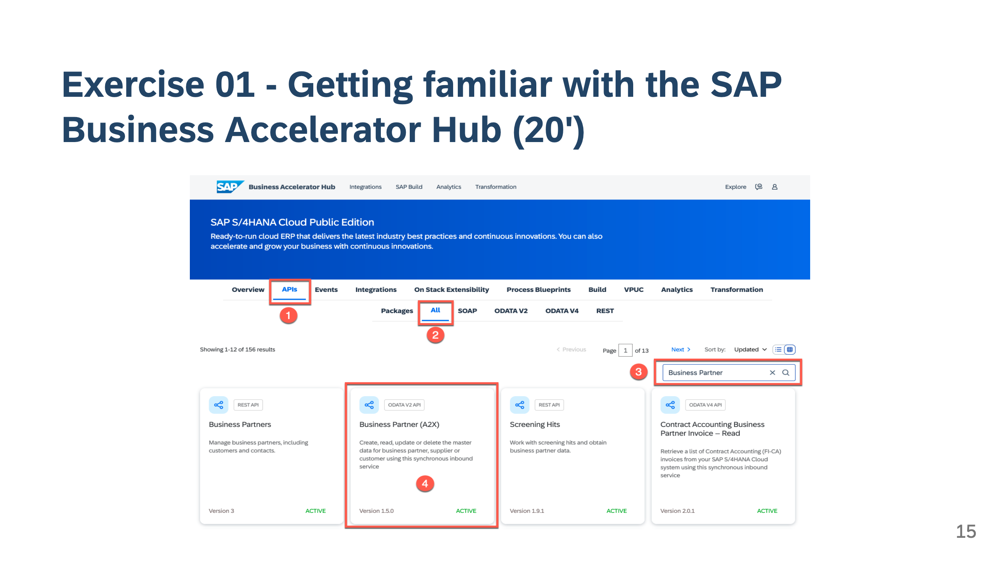 Exercise 01 - Getting familiar with the SAP
Business Accelerator Hub (20')
SAP Business Accelerator Hub Integrations SAP Build Analytics Transformation Explore
SAP S/4HANA Cloud Public Edition
Ready-to-run cloud ERP that delivers the latest industry best practices and continuous innovations. You can also
accelerate and grow your business with continuous innovations.
Overview APIs Events Integrations On Stack Extensibility Process Blueprints Build VPUC Analytics Transformation
1
Packages All SOAP ODATA V2 ODATA V4 REST
2
Showing 1-12 of 156 results Previous Page 1 of 13 Next Sort by: Updated
3 Business Partner
REST API
Business Partners
Manage business partners, including
customers and contacts.
Version 3 ACTIVE
ODATA V2 API
Business Partner (A2X)
Create, read, update or delete the master
data for business partner, supplier or
customer using this synchronous inbound
service
4
Version 1.5.0 ACTIVE
REST API
Screening Hits
Work with screening hits and obtain
business partner data.
Version 1.9.1 ACTIVE
ODATA V4 API
Contract Accounting Business
Partner Invoice – Read
Retrieve a list of Contract Accounting (FI-CA)
invoices from your SAP S/4HANA Cloud
system using this synchronous inbound
service
Version 2.0.1 ACTIVE
15